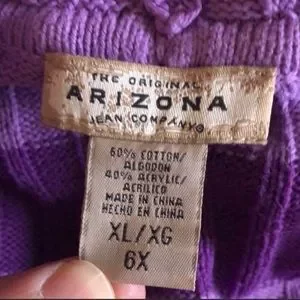 THE ORIGINAL
ARIZONA
JEAN COMPANY®
60% COTTON/
ALGODON
40% ACRYLIC/
ACRILICO
MADE IN CHINA
HECHO EN CHINA
XL/XG
6X